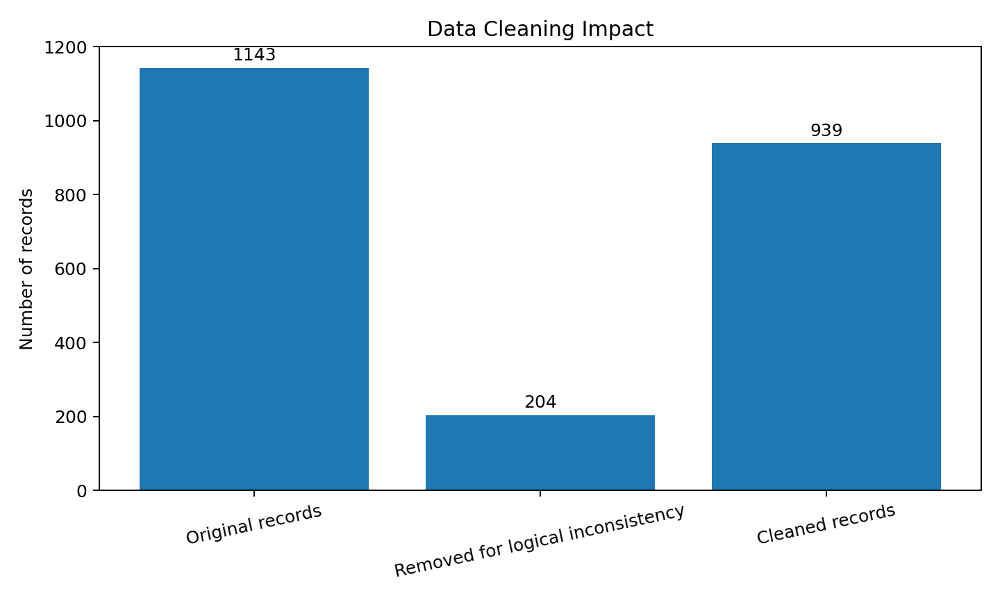 Data Cleaning Impact
Number of records
1200
1000
800
600
400
200
0
1143
204
939
Original records
Removed for logical inconsistency
Cleaned records